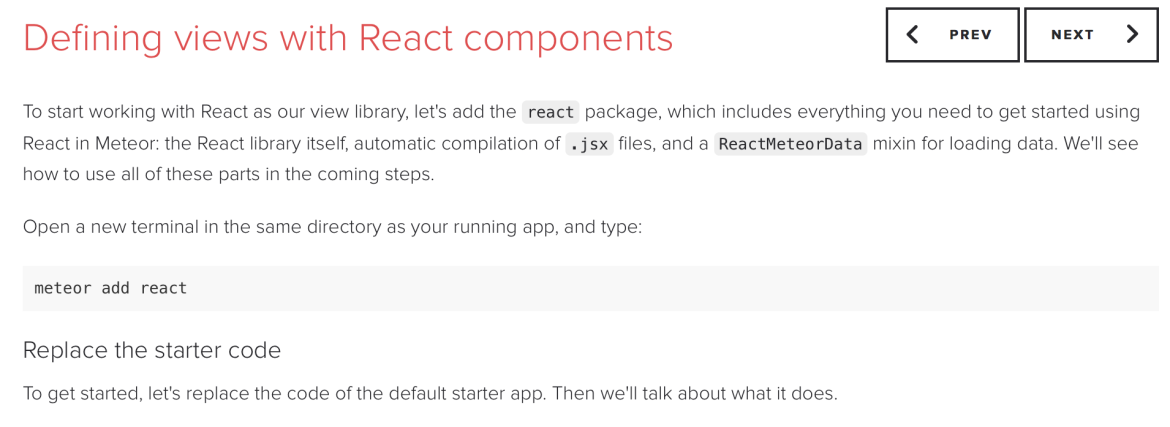 Defining views with React components
PREV
NEXT
To start working with React as our view library, let's add the react package, which includes everything you need to get started using
React in Meteor: the React library itself, automatic compilation of .jsx files, and a ReactMeteorData mixin for loading data. We'll see
how to use all of these parts in the coming steps.
Open a new terminal in the same directory as your running app, and type:
meteor add react
Replace the starter code
To get started, let's replace the code of the default starter app. Then we'll talk about what it does.